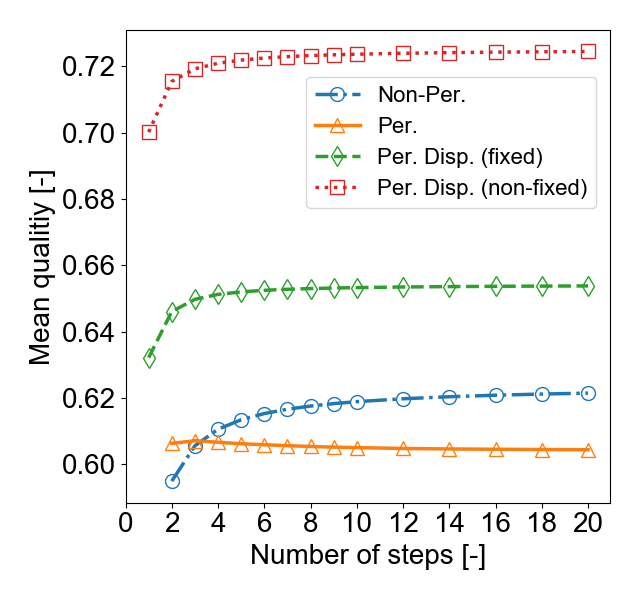 0.72
0.70
0.68
0.66
0.64
0.62
0.60
Mean qualitiy [-]
Non-Per.
Per.
Per. Disp. (fixed)
Per. Disp. (non-fixed)
0 2 4 6 8 10 12 14 16 18 20
Number of steps [-]